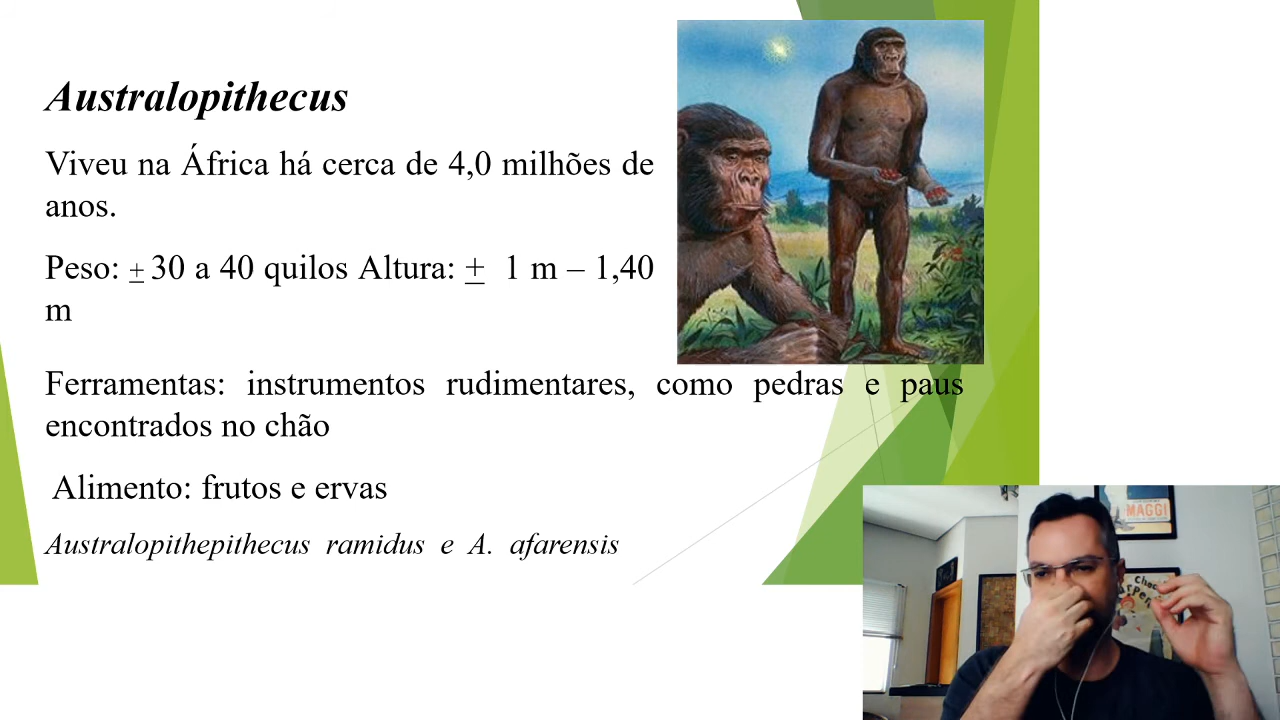 Australopithecus
Viveu na África há cerca de 4,0 milhões de
anos.
Peso: ± 30 a 40 quilos Altura: ± 1 m – 1,40
m
Ferramentas: instrumentos rudimentares, como pedras e paus
encontrados no chão
Alimento: frutos e ervas
Australopithepithecus ramidus e A. afarensis
MAGGI